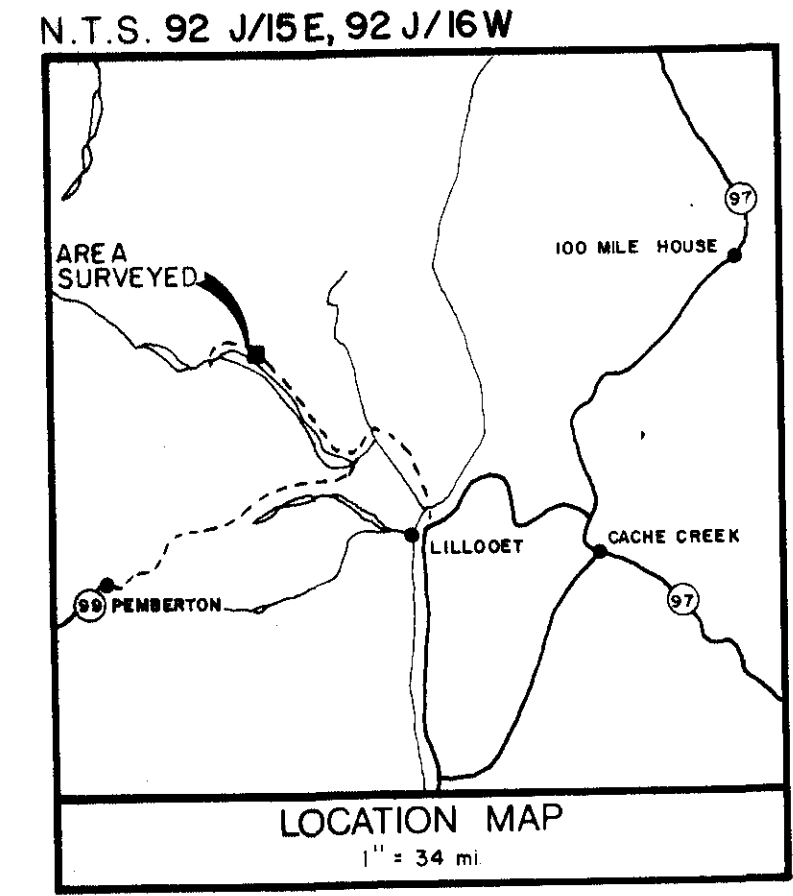 N.T.S. 92 J/15E, 92 J/16W
97
100 MILE HOUSE
AREA
SURVEYED
CACHE CREEK
LILLOOET
99 PEMBERTON
97
LOCATION MAP
1" = 34 mi.